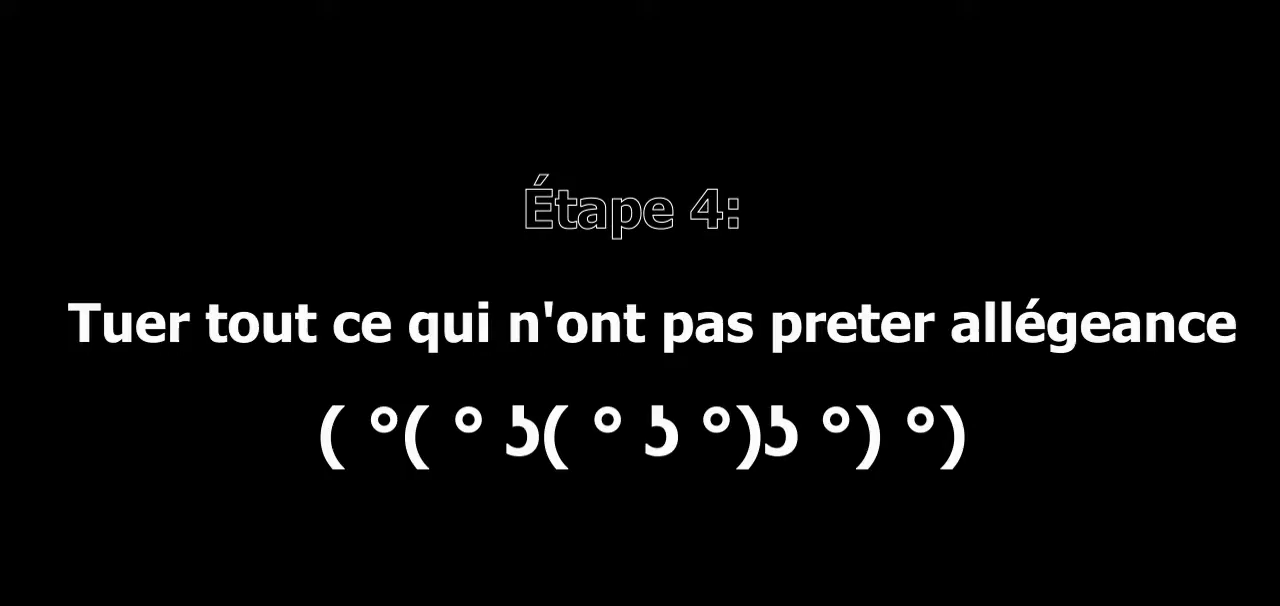 Étape 4:
Tuer tout ce qui n'ont pas preter allégeance
( °( ° ʖ( ° ʖ °)ʖ °) °)